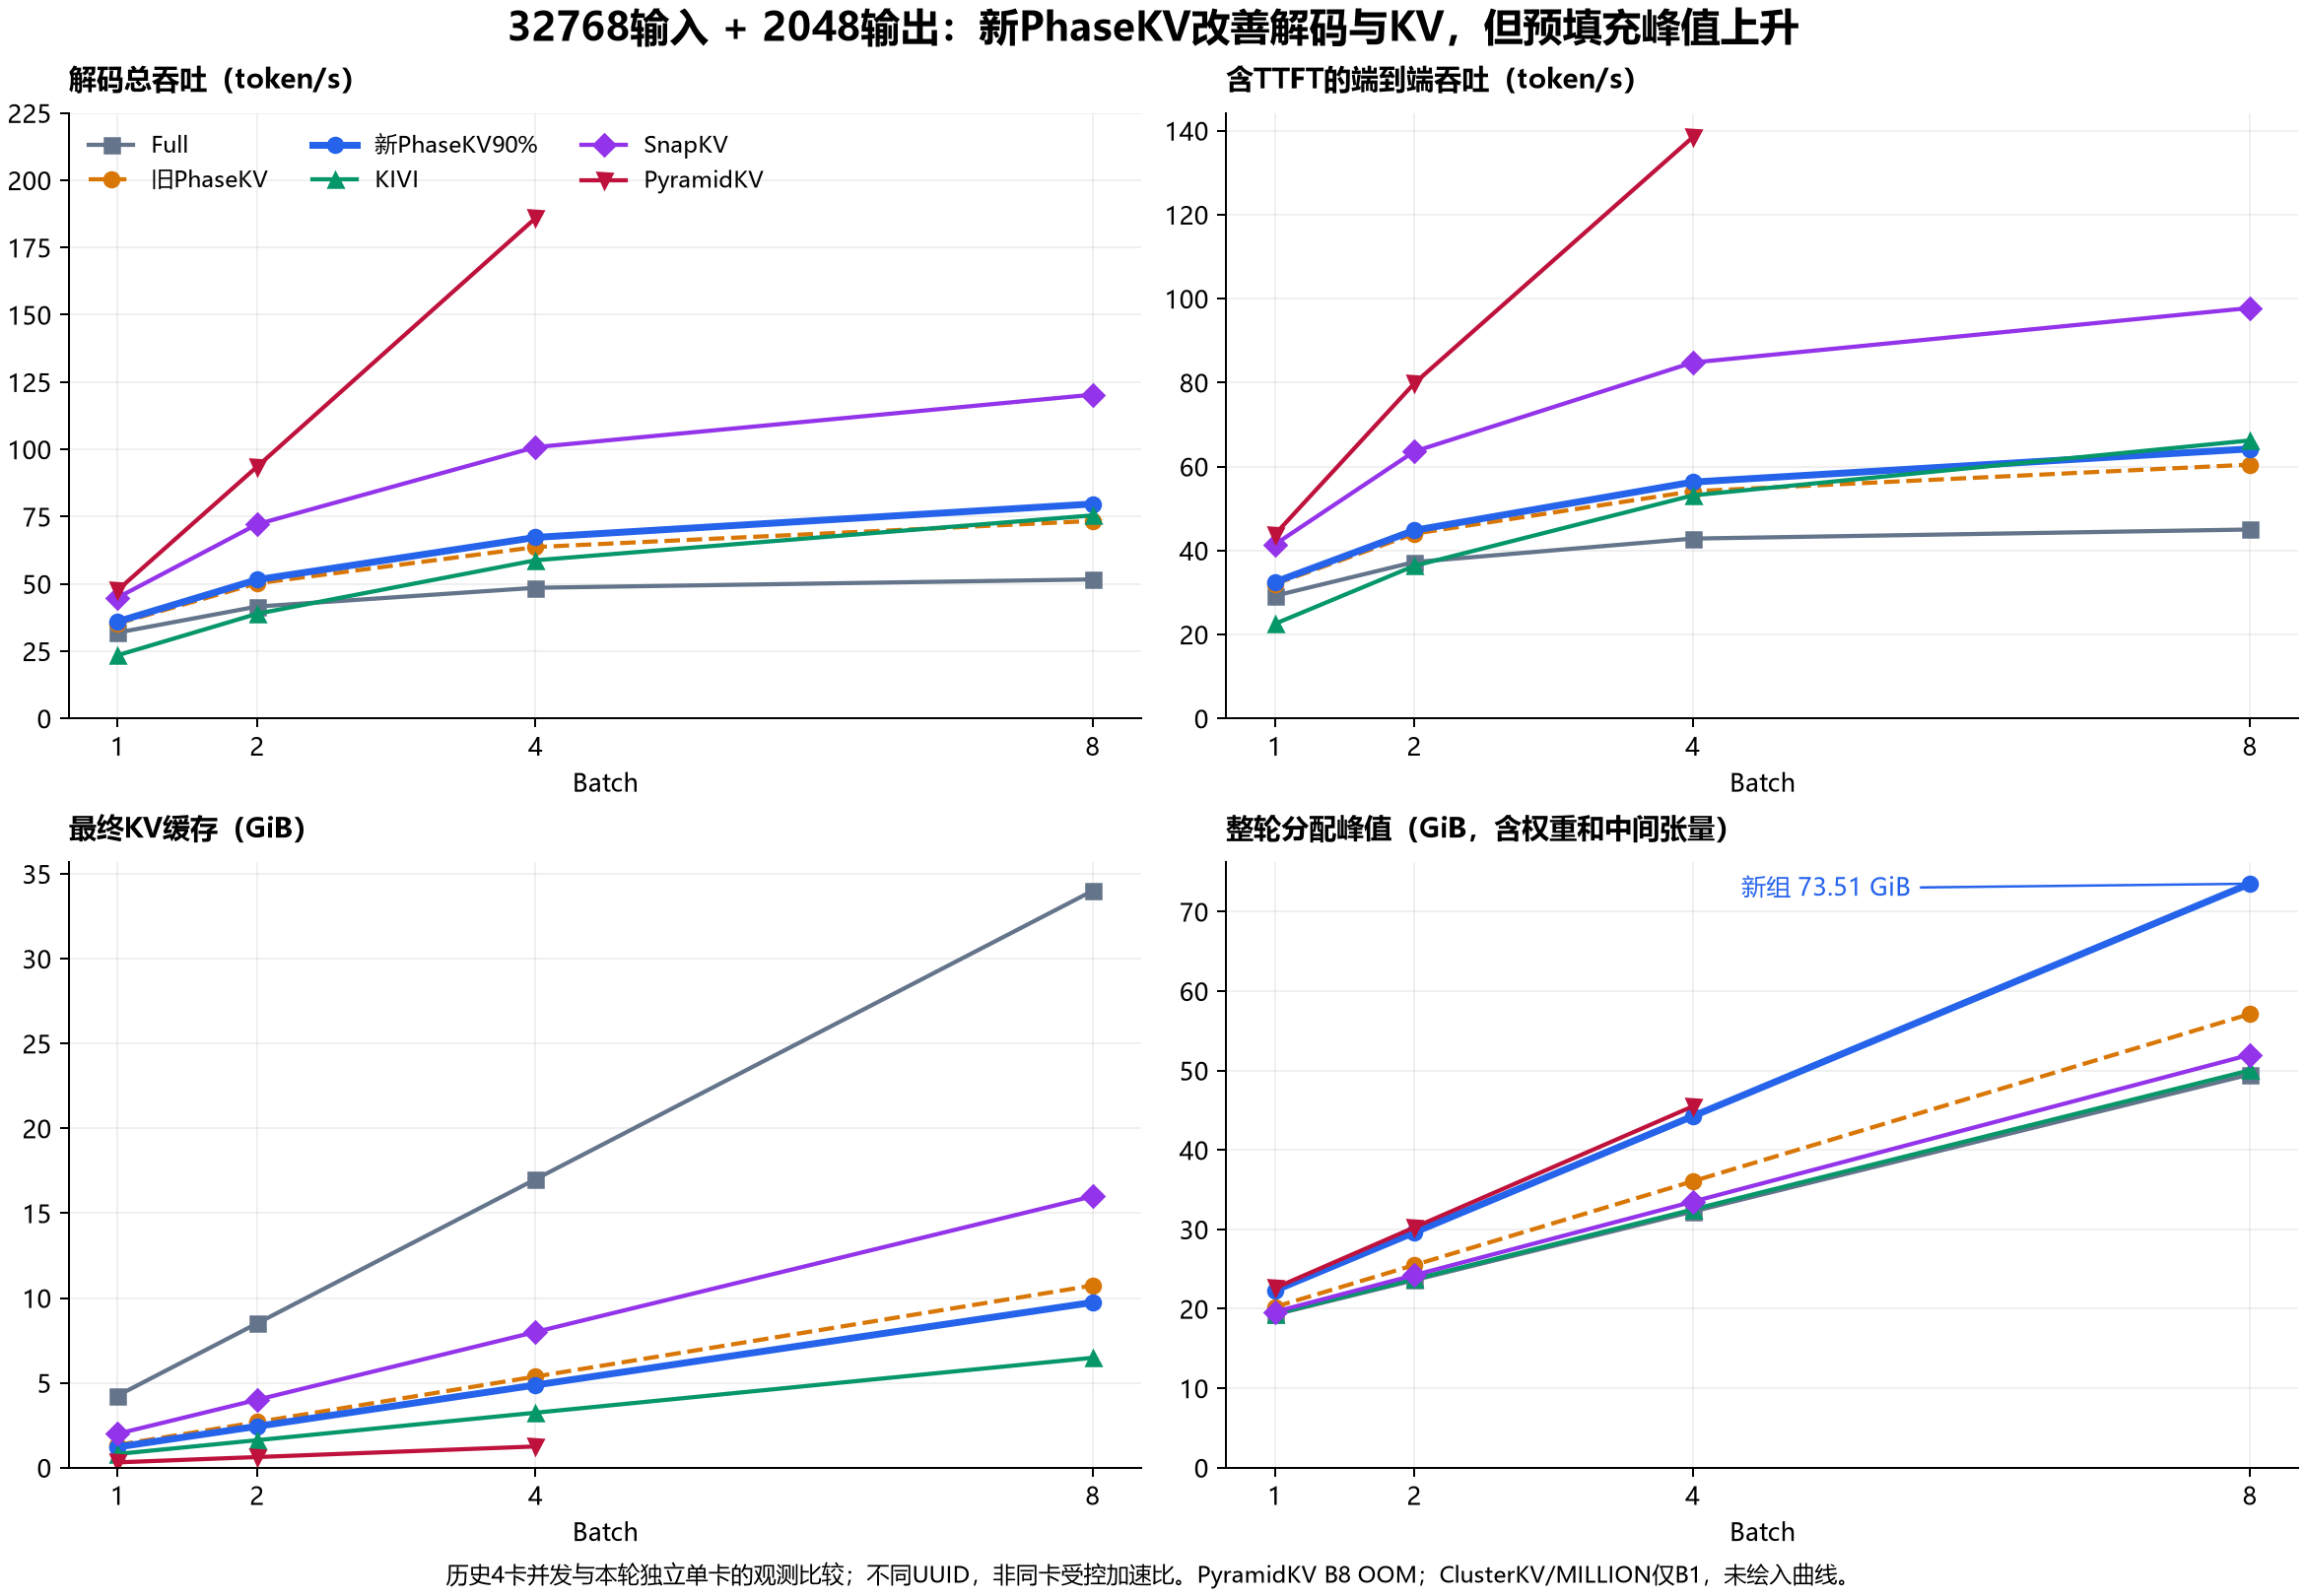 32768输入 + 2048输出：新PhaseKV改善解码与KV，但预填充峰值上升
解码总吞吐（token/s）
225
200
175
150
125
100
75
50
25
0
Full
旧PhaseKV
新PhaseKV90%
KIVI
SnapKV
PyramidKV
1
2
4
8
Batch
含TTFT的端到端吞吐（token/s）
140
120
100
80
60
40
20
0
1
2
4
8
Batch
最终KV缓存（GiB）
35
30
25
20
15
10
5
0
1
2
4
8
Batch
整轮分配峰值（GiB，含权重和中间张量）
新组 73.51 GiB
70
60
50
40
30
20
10
0
1
2
4
8
Batch
历史4卡并发与本轮独立单卡的观测比较；不同UUID，非同卡受控加速比。PyramidKV B8 OOM；ClusterKV/MILLION仅B1，未绘入曲线。